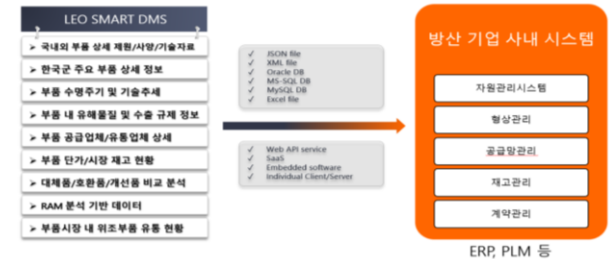 LEO SMART DMS
➢ 국내외 부품 상세 제원/사양/기술자료
➢ 한국군 주요 부품 상세 정보
➢ 부품 수명주기 및 기술추세
➢ 부품 내 유해물질 및 수출 규제 정보
➢ 부품 공급업체/유통업체 상세
➢ 부품 단가/시장 재고 현황
➢ 대체품/호환품/개선품 비교 분석
➢ RAM 분석 기반 데이터
➢ 부품시장 내 위조부품 유통 현황
✓ JSON file
✓ XML file
✓ Oracle DB
✓ MS-SQL DB
✓ MySQL DB
✓ Excel file
✓ Web API service
✓ SaaS
✓ Embedded software
✓ Individual Client/Server
방산 기업 사내 시스템
자원관리시스템
형상관리
공급망관리
재고관리
계약관리
ERP, PLM 등